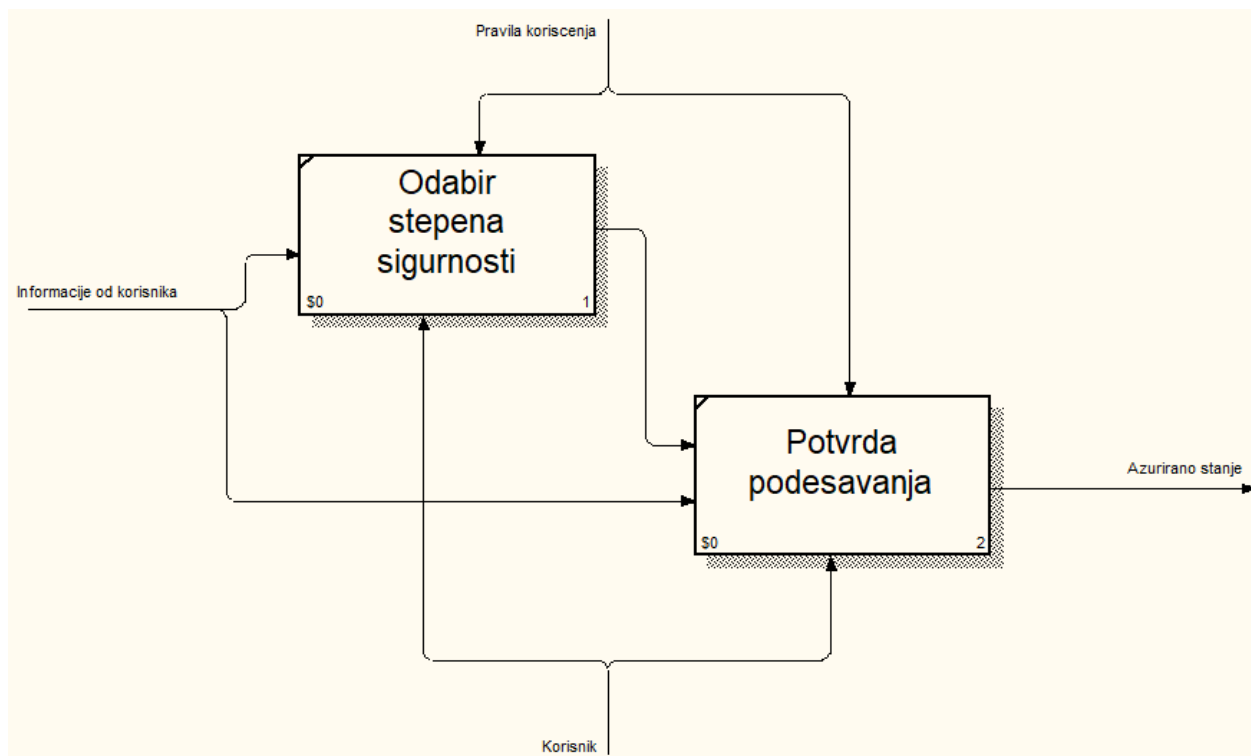 Pravila koriscenja
Odabir
stepena
sigurnosti
$0
1
Informacije od korisnika
Potvrda
podesavanja
$0
2
Azurirano stanje
Korisnik